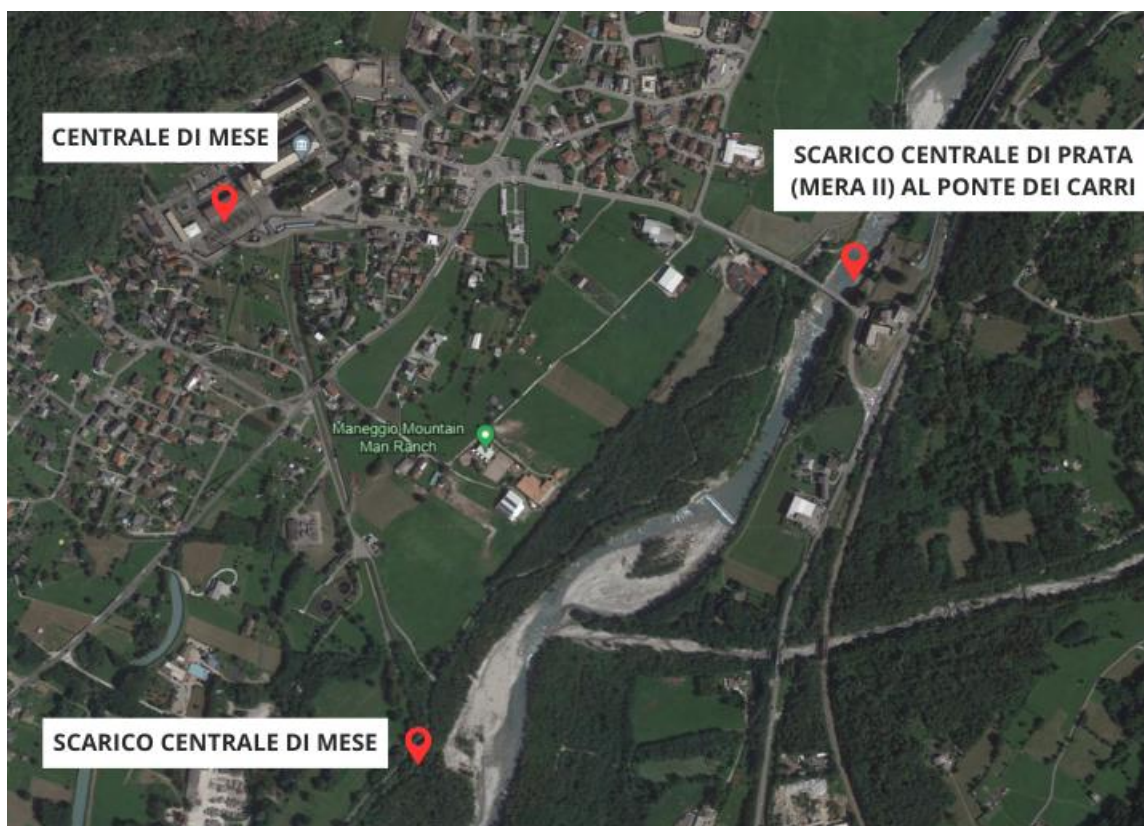 CENTRALE DI MESE
SCARICO CENTRALE DI PRATA
(MERA II) AL PONTE DEI CARRI
Maneggio Mountain
Man Ranch
SCARICO CENTRALE DI MESE